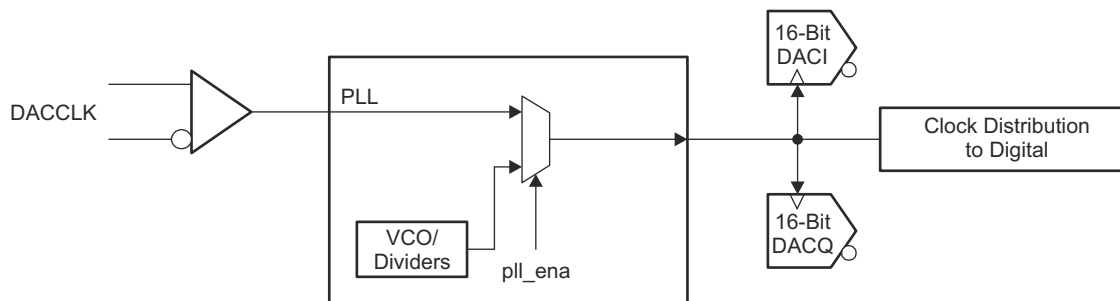 16-Bit
DACI
DACCLK
PLL
Clock Distribution
to Digital
VCO/
Dividers
pll_ena
16-Bit
DACQ